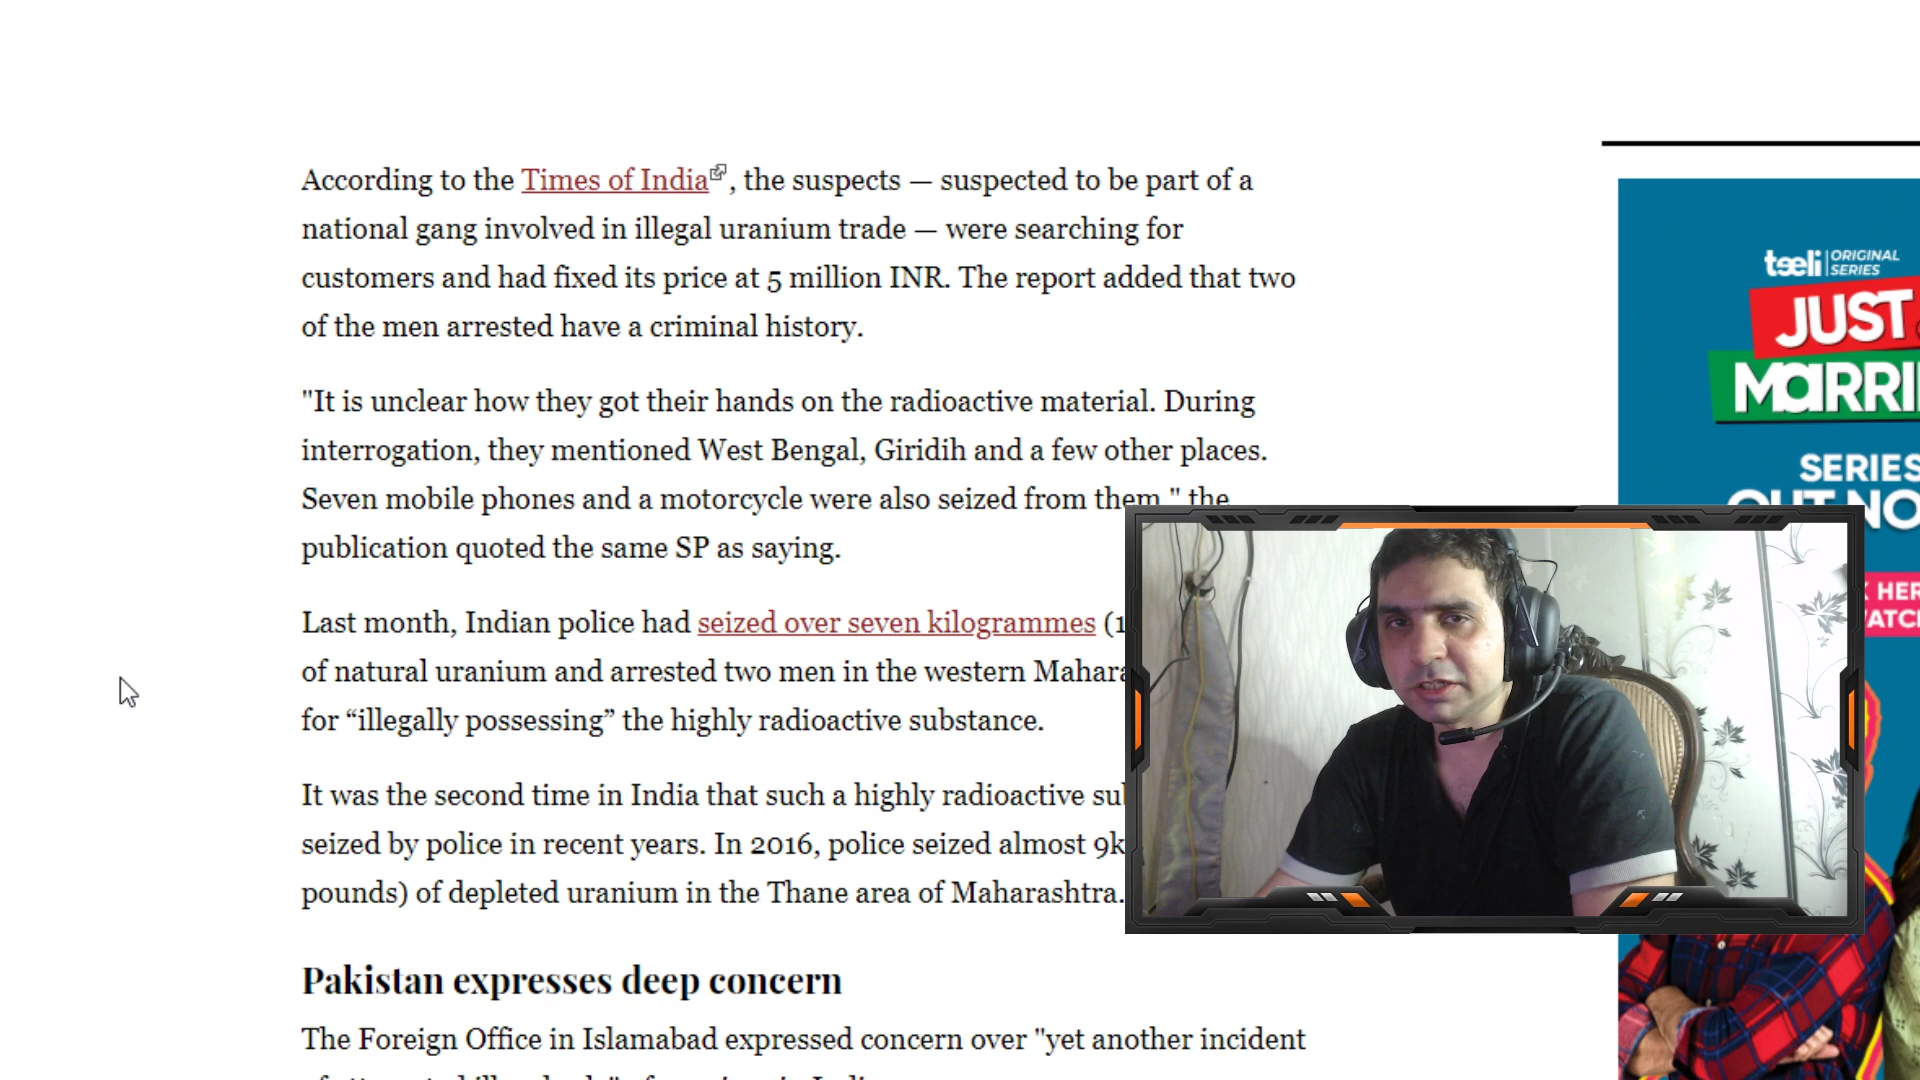 According to the Times of India, the suspects — suspected to be part of a
national gang involved in illegal uranium trade — were searching for
customers and had fixed its price at 5 million INR. The report added that two
of the men arrested have a criminal history.
"It is unclear how they got their hands on the radioactive material. During
interrogation, they mentioned West Bengal, Giridih and a few other places.
Seven mobile phones and a motorcycle were also seized from them," the
publication quoted the same SP as saying.
Last month, Indian police had seized over seven kilogrammes
of natural uranium and arrested two men in the western
for “illegally possessing” the highly radioactive substance.
It was the second time in India that such a highly radioactive
seized by police in recent years. In 2016, police seized almost
pounds) of depleted uranium in the Thane area of Maharashtra.
Pakistan expresses deep concern
The Foreign Office in Islamabad expressed concern over "yet another incident
teeli ORIGINAL
SERIES
JUST
SERIES